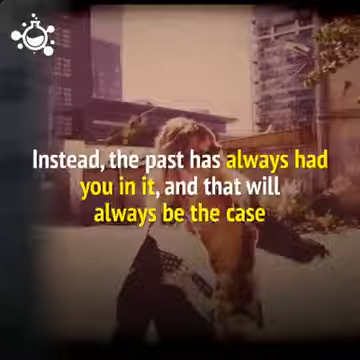 Instead, the past has always had
you in it, and that will
always be the case